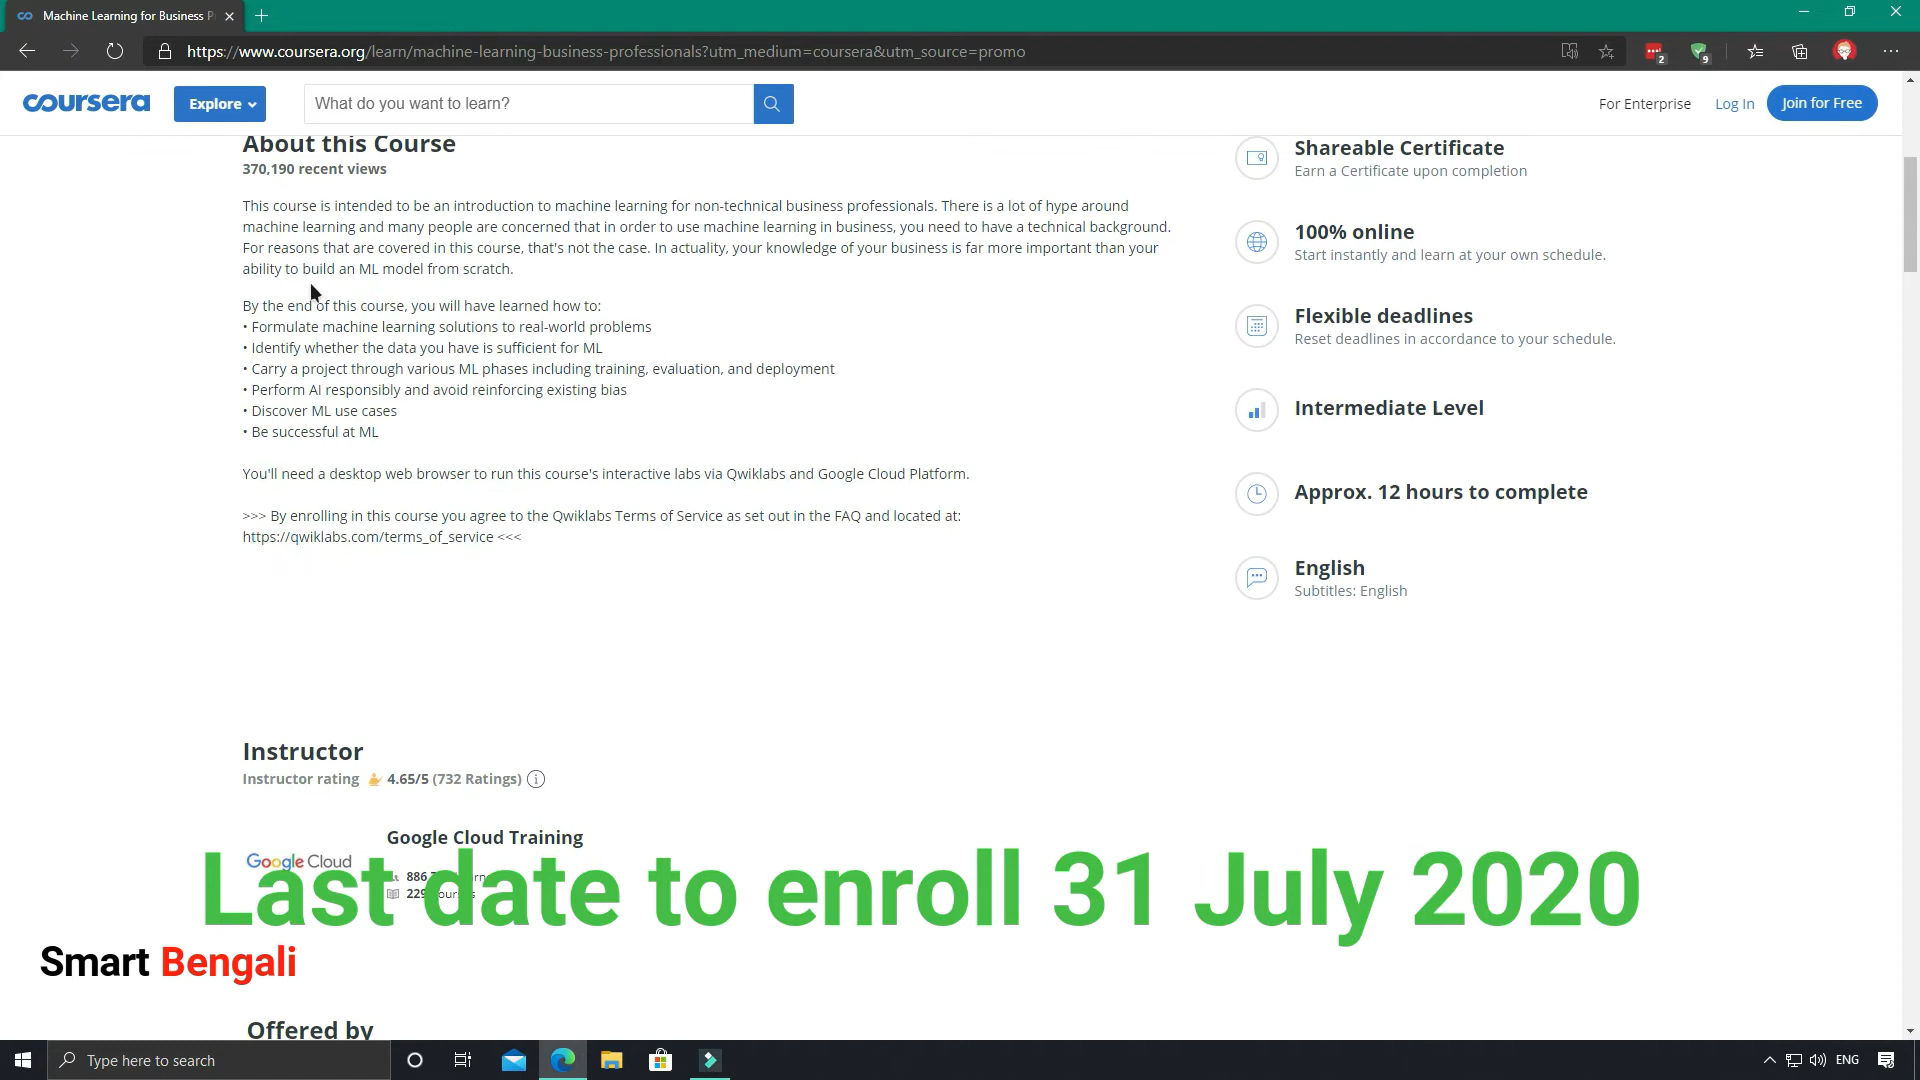 Machine Learning for Business P
https://www.coursera.org/learn/machine-learning-business-professionals?utm_medium=coursera&utm_source=promo
2
9
coursera
Explore
What do you want to learn?
For Enterprise
Log In
Join for Free
About this Course
370,190 recent views
This course is intended to be an introduction to machine learning for non-technical business professionals. There is a lot of hype around
machine learning and many people are concerned that in order to use machine learning in business, you need to have a technical background.
For reasons that are covered in this course, that's not the case. In actuality, your knowledge of your business is far more important than your
ability to build an ML model from scratch.
By the end of this course, you will have learned how to:
• Formulate machine learning solutions to real-world problems
• Identify whether the data you have is sufficient for ML
• Carry a project through various ML phases including training, evaluation, and deployment
• Perform AI responsibly and avoid reinforcing existing bias
• Discover ML use cases
• Be successful at ML
You'll need a desktop web browser to run this course's interactive labs via Qwiklabs and Google Cloud Platform.
>>> By enrolling in this course you agree to the Qwiklabs Terms of Service as set out in the FAQ and located at:
https://qwiklabs.com/terms_of_service <<<
Shareable Certificate
Earn a Certificate upon completion
100% online
Start instantly and learn at your own schedule.
Flexible deadlines
Reset deadlines in accordance to your schedule.
Intermediate Level
Approx. 12 hours to complete
English
Subtitles: English
Instructor
Instructor rating 4.65/5 (732 Ratings)
Google Cloud Training
Google Cloud
886
229
Last date to enroll 31 July 2020
Smart Bengali
Offered by
Type here to search
ENG